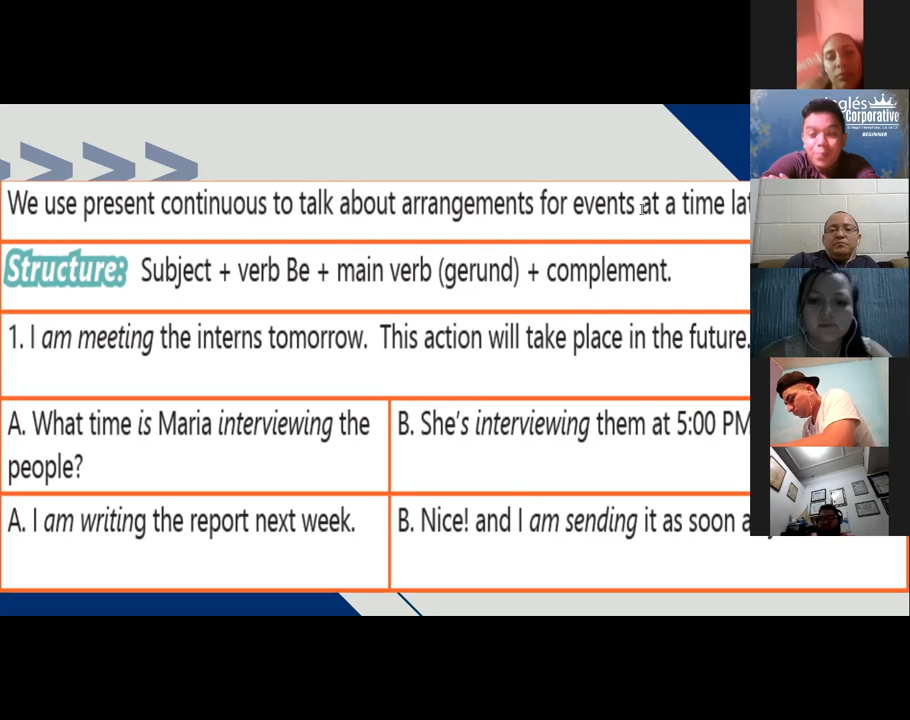 We use present continuous to talk about arrangements for events at a time
Structure: Subject + verb Be + main verb (gerund) + complement.
1. I am meeting the interns tomorrow. This action will take place in the future.
A. What time is Maria interviewing the
people?
B. She's interviewing them at 5:00 PM
A. I am writing the report next week.
B. Nice! and I am sending it as soon
Inglés
Corporativo
BEGINNER